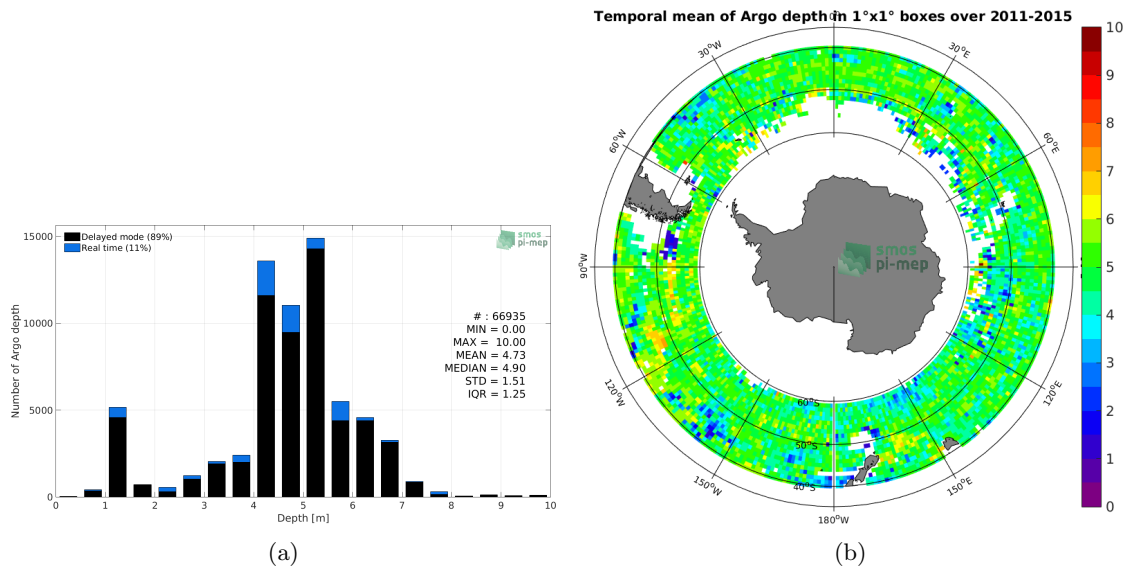 Delayed mode (89%)
Real time (11%)
smos
pi-mep
# : 66935
MIN = 0.00
MAX = 10.00
MEAN = 4.73
MEDIAN = 4.90
STD = 1.51
IQR = 1.25
15000
10000
5000
0
Number of Argo depth
0 1 2 3 4 5 6 7 8 9 10
Depth [m]
(a)
Temporal mean of Argo depth in 1°x1° boxes over 2011-2015
30°W
30°E
60°W
60°E
90°W
120°W
120°E
150°W
150°E
180°W
60°S
50°S
40°S
smos
pi-mep
10
9
8
7
6
5
4
3
2
1
0
(b)